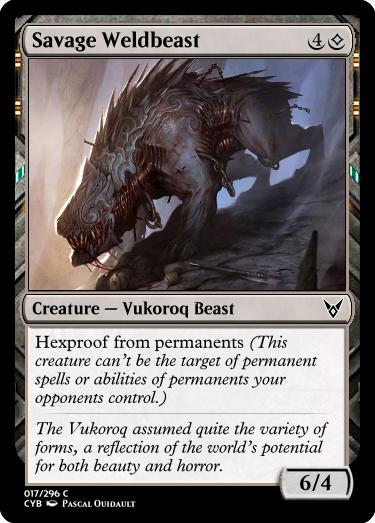 Savage Weldbeast 4
Creature — Vukoroq Beast
Hexproof from permanents (This
creature can't be the target of permanent
spells or abilities of permanents your
opponents control.)
The Vukoroq assumed quite the variety of
forms, a reflection of the world's potential
for both beauty and horror.
6/4
017/296 C
CYB Pascal Quidault